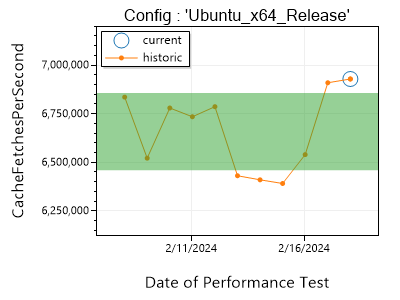 Config : 'Ubuntu_x64_Release'
current
historic
CacheFetchesPerSecond
7,000,000
6,750,000
6,500,000
6,250,000
2/11/2024
2/16/2024
Date of Performance Test